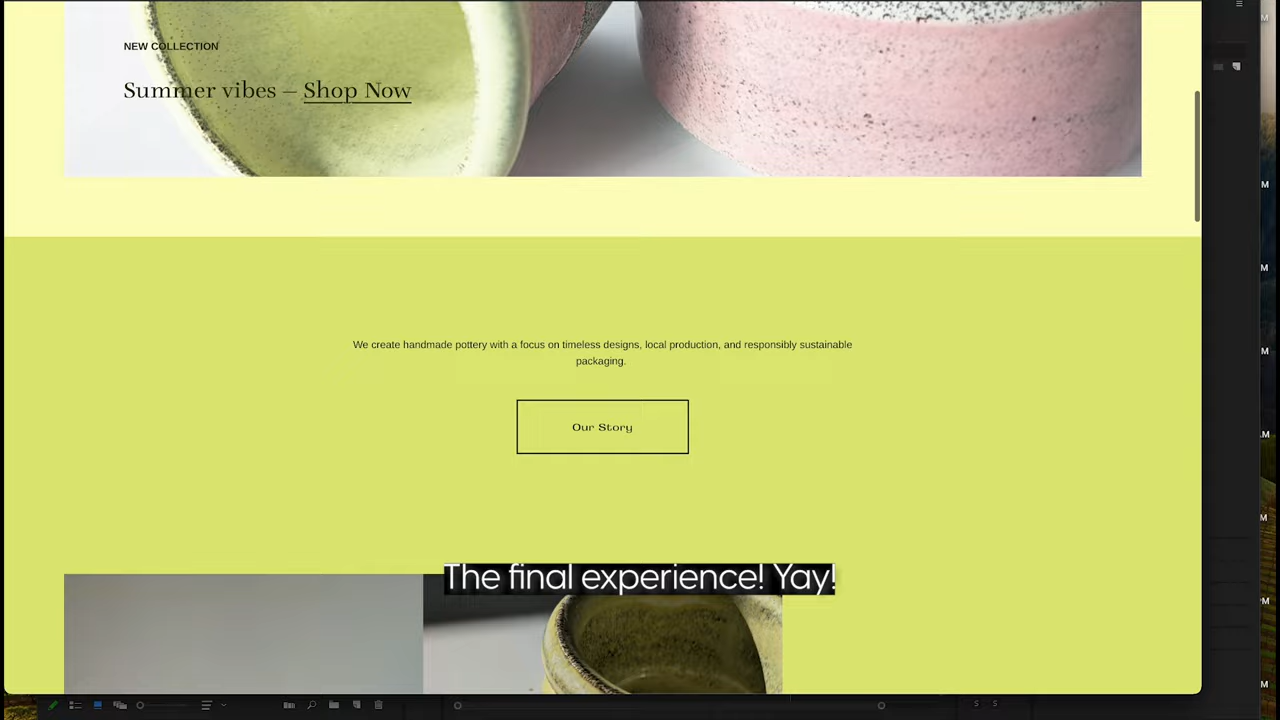 NEW COLLECTION
Summer vibes – Shop Now
We create handmade pottery with a focus on timeless designs, local production, and responsibly sustainable
packaging.
Our Story
The final experience! Yay!
M
M
M
M
M
M
M
S S